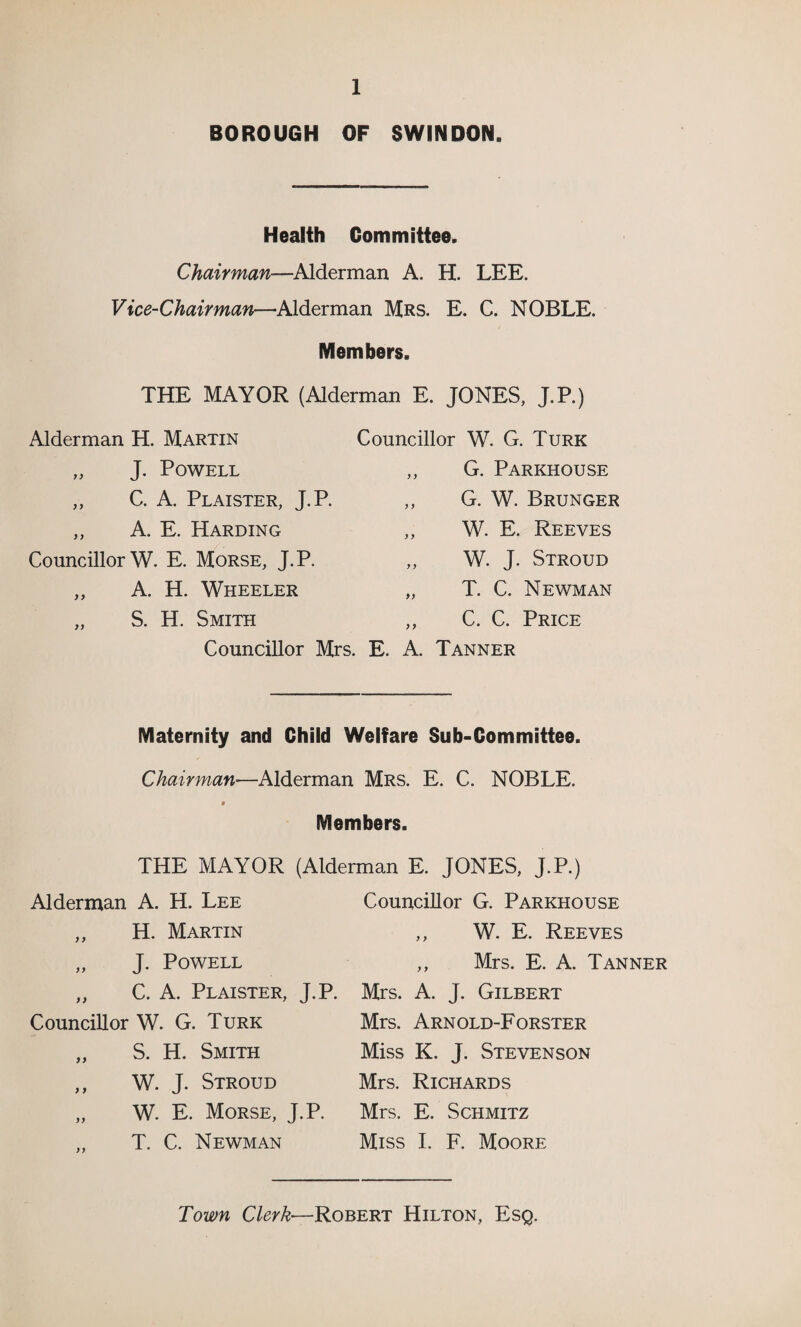 1
BOROUGH OF SWINDON.
Health Committee.
Chairman—Alderman A. H. LEE.
Vice-Chairman—Alderman MRS. E. C. NOBLE.
Members.
THE MAYOR (Alderman E. JONES, J.P.)
Alderman H. MARTIN
„ J. POWELL
„ C. A. PLAISTER, J.P.
„ A. E. HARDING
Councillor W. E. MORSE, J.P.
„ A. H. WHEELER
„ S. H. SMITH
Councillor W. G. TURK
„ G. PARKHOUSE
„ G. W. BRUNGER
„ W. E. REEVES
„ W. J. STROUD
„ T. C. NEWMAN
„ C. C. PRICE
Councillor Mrs. E. A. TANNER
Maternity and Child Welfare Sub-Committee.
Chairman—Alderman MRS. E. C. NOBLE.
Members.
THE MAYOR (Alderman E. JONES, J.P.)
Alderman A. H. LEE
„ H. MARTIN
„ J. POWELL
„ C. A. PLAISTER, J.P.
Councillor W. G. TURK
„ S. H. SMITH
„ W. J. STROUD
„ W. E. MORSE, J.P.
„ T. C. NEWMAN
Councillor G. PARKHOUSE
„ W. E. REEVES
„ Mrs. E. A. TANNER
Mrs. A. J. GILBERT
Mrs. ARNOLD-FORSTER
Miss K. J. STEVENSON
Mrs. RICHARDS
Mrs. E. SCHMITZ
MISS I. F. MOORE
Town Clerk—ROBERT HILTON, ESQ.